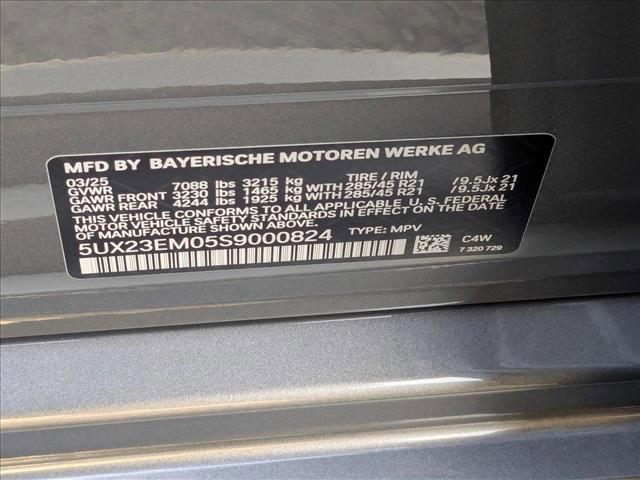 MFD BY BAYERISCHE MOTOREN WERKE AG
03/25 TIRE / RIM
GVWR 7088 lbs 3215 kg
GAWR FRONT 3230 lbs 1465 kg WITH 285/45 R21 /9.5Jx 21
GAWR REAR 4244 lbs 1925 kg WITH 285/45 R21 /9.5Jx 21
THIS VEHICLE CONFORMS TO ALL APPLICABLE U.S. FEDERAL
MOTOR VEHICLE SAFETY STANDARDS IN EFFECT ON THE DATE
OF MANUFACTURE SHOWN ABOVE.
5UX23EM05S9000824 TYPE: MPV
C4W
7 320 729